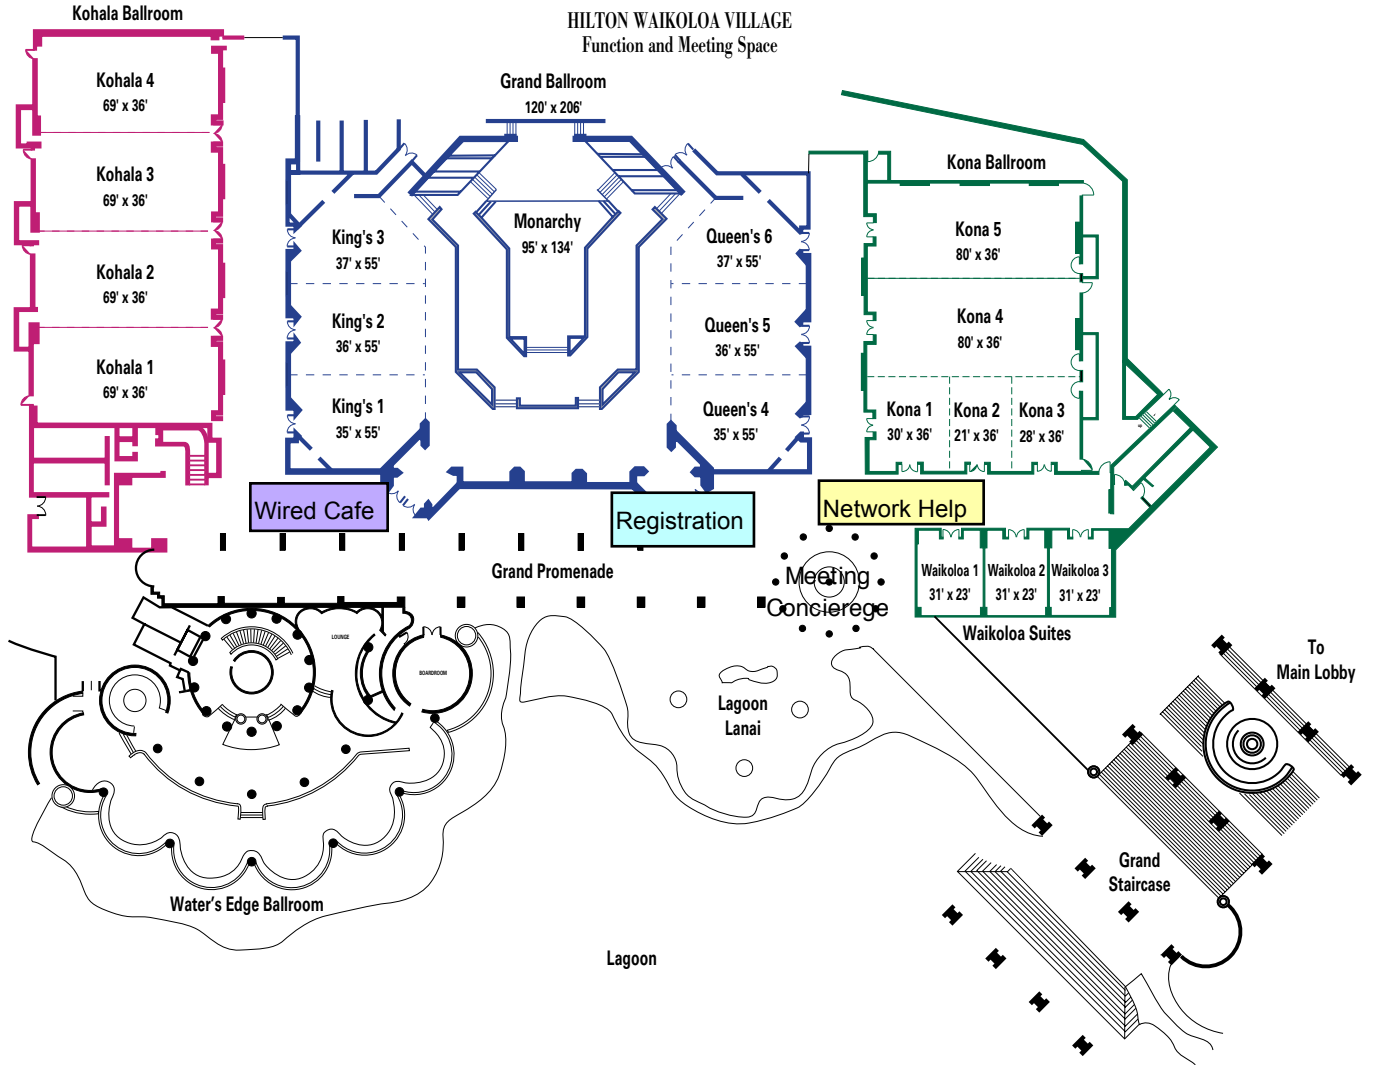 HILTON WAIKOLOA VILLAGE
Function and Meeting Space
Kohala Ballroom
Kohala 4
69' x 36'
Kohala 3
69' x 36'
Kohala 2
69' x 36'
Kohala 1
69' x 36'
Grand Ballroom
120' x 206'
Monarchy
95' x 134'
King's 3
37' x 55'
King's 2
36' x 55'
King's 1
35' x 55'
Queen's 6
37' x 55'
Queen's 5
36' x 55'
Queen's 4
35' x 55'
Kona Ballroom
Kona 5
80' x 36'
Kona 4
80' x 36'
Kona 1
30' x 36'
Kona 2
21' x 36'
Kona 3
28' x 36'
Wired Cafe
Registration
Network Help
Grand Promenade
Meeting
Concierege
Waikoloa 1
31' x 23'
Waikoloa 2
31' x 23'
Waikoloa 3
31' x 23'
Waikoloa Suites
LOUNGE
BOARDROOM
Lagoon
Lanai
To
Main Lobby
Grand
Staircase
Water's Edge Ballroom
Lagoon